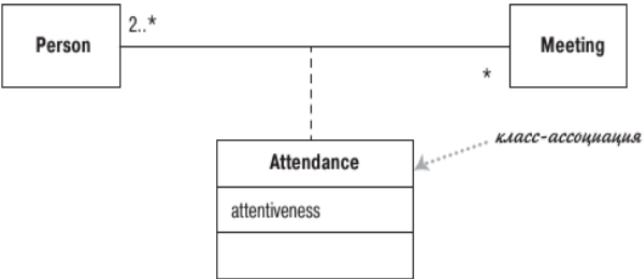 2..*
Person
Meeting
*
класс-ассоциация
Attendance
attentiveness